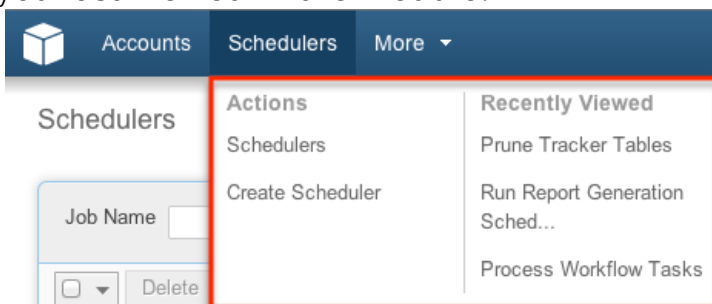 Accounts Schedulers More
Schedulers
Actions
Schedulers
Create Scheduler
Recently Viewed
Prune Tracker Tables
Run Report Generation
Sched...
Process Workflow Tasks
Job Name
Delete